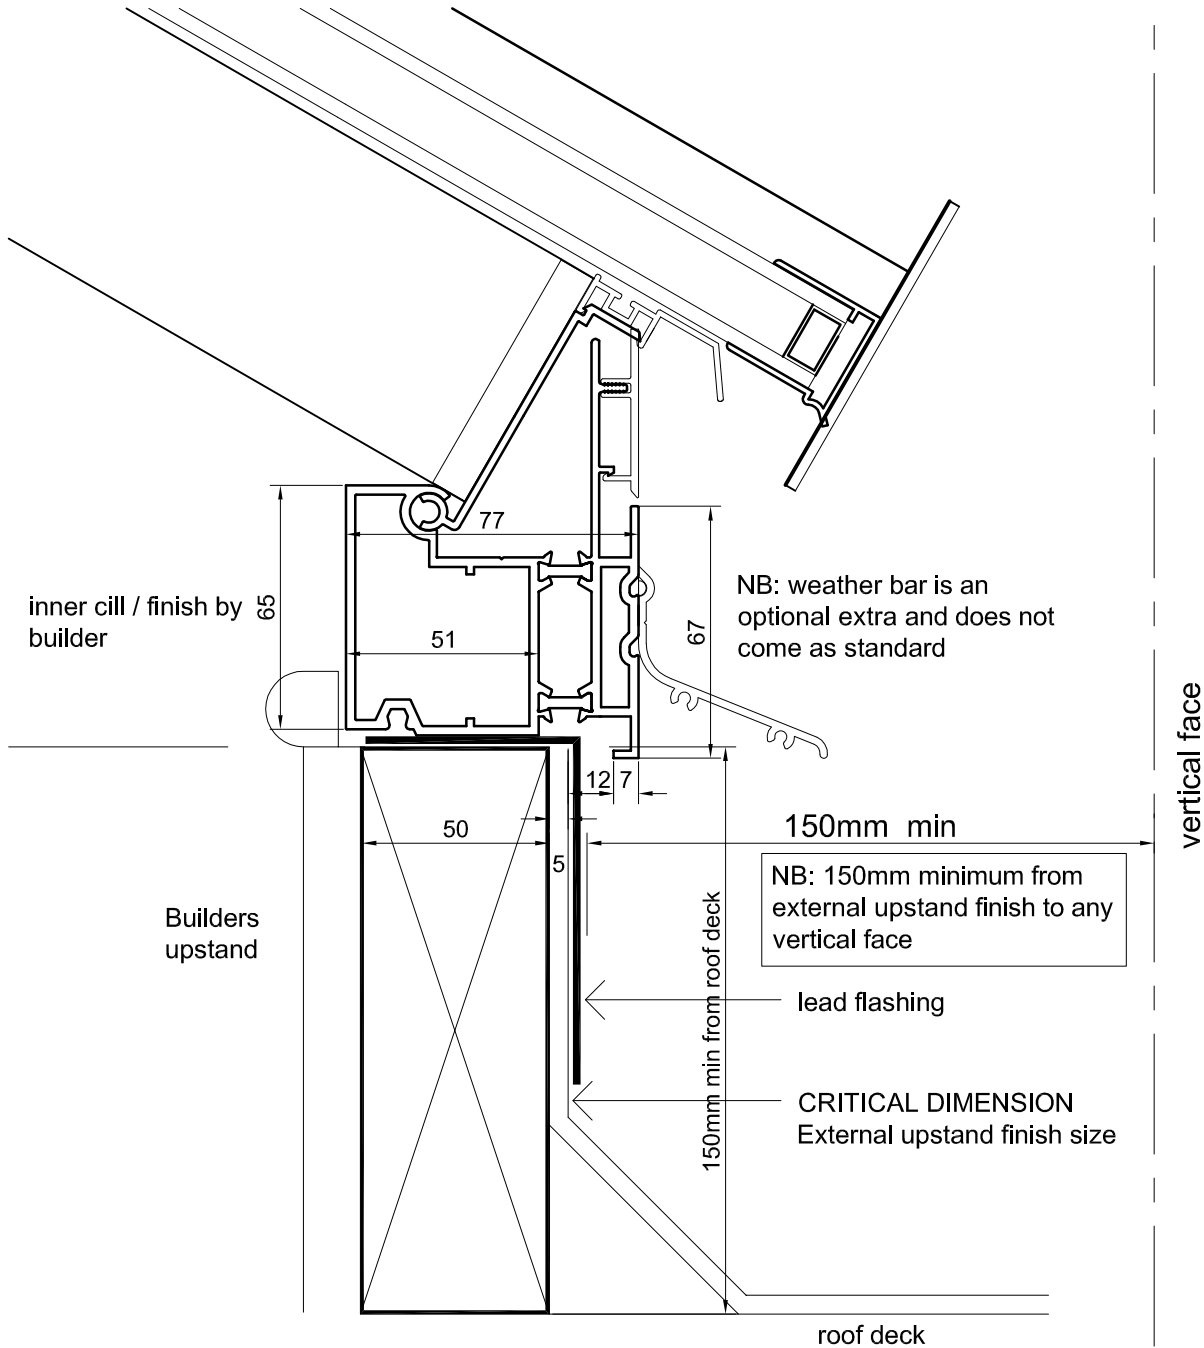 77
65
inner cill / finish by
builder
51
67
NB: weather bar is an
optional extra and does not
come as standard
vertical face
12
7
50
5
150mm min
NB: 150mm minimum from
external upstand finish to any
vertical face
Builders
upstand
150mm min from roof deck
lead flashing
CRITICAL DIMENSION
External upstand finish size
roof deck